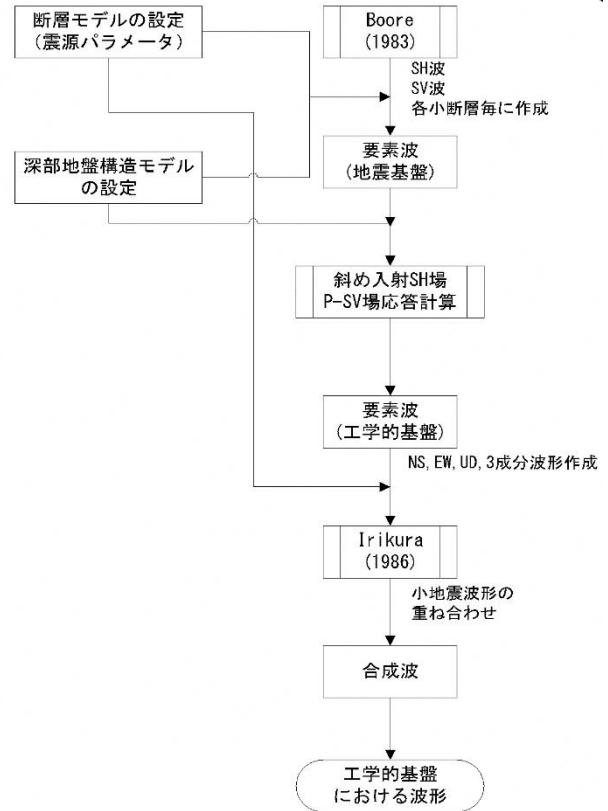 断層モデルの設定
(震源パラメータ)
Boore
(1983)
SH波
SV波
各小断層毎に作成
深部地盤構造モデル
の設定
要素波
(地震基盤)
斜め入射SH場
P-SV場応答計算
要素波
(工学的基盤)
NS,EW,UD,3成分波形作成
Irikura
(1986)
小地震波形の
重ね合わせ
合成波
工学的基盤
における波形